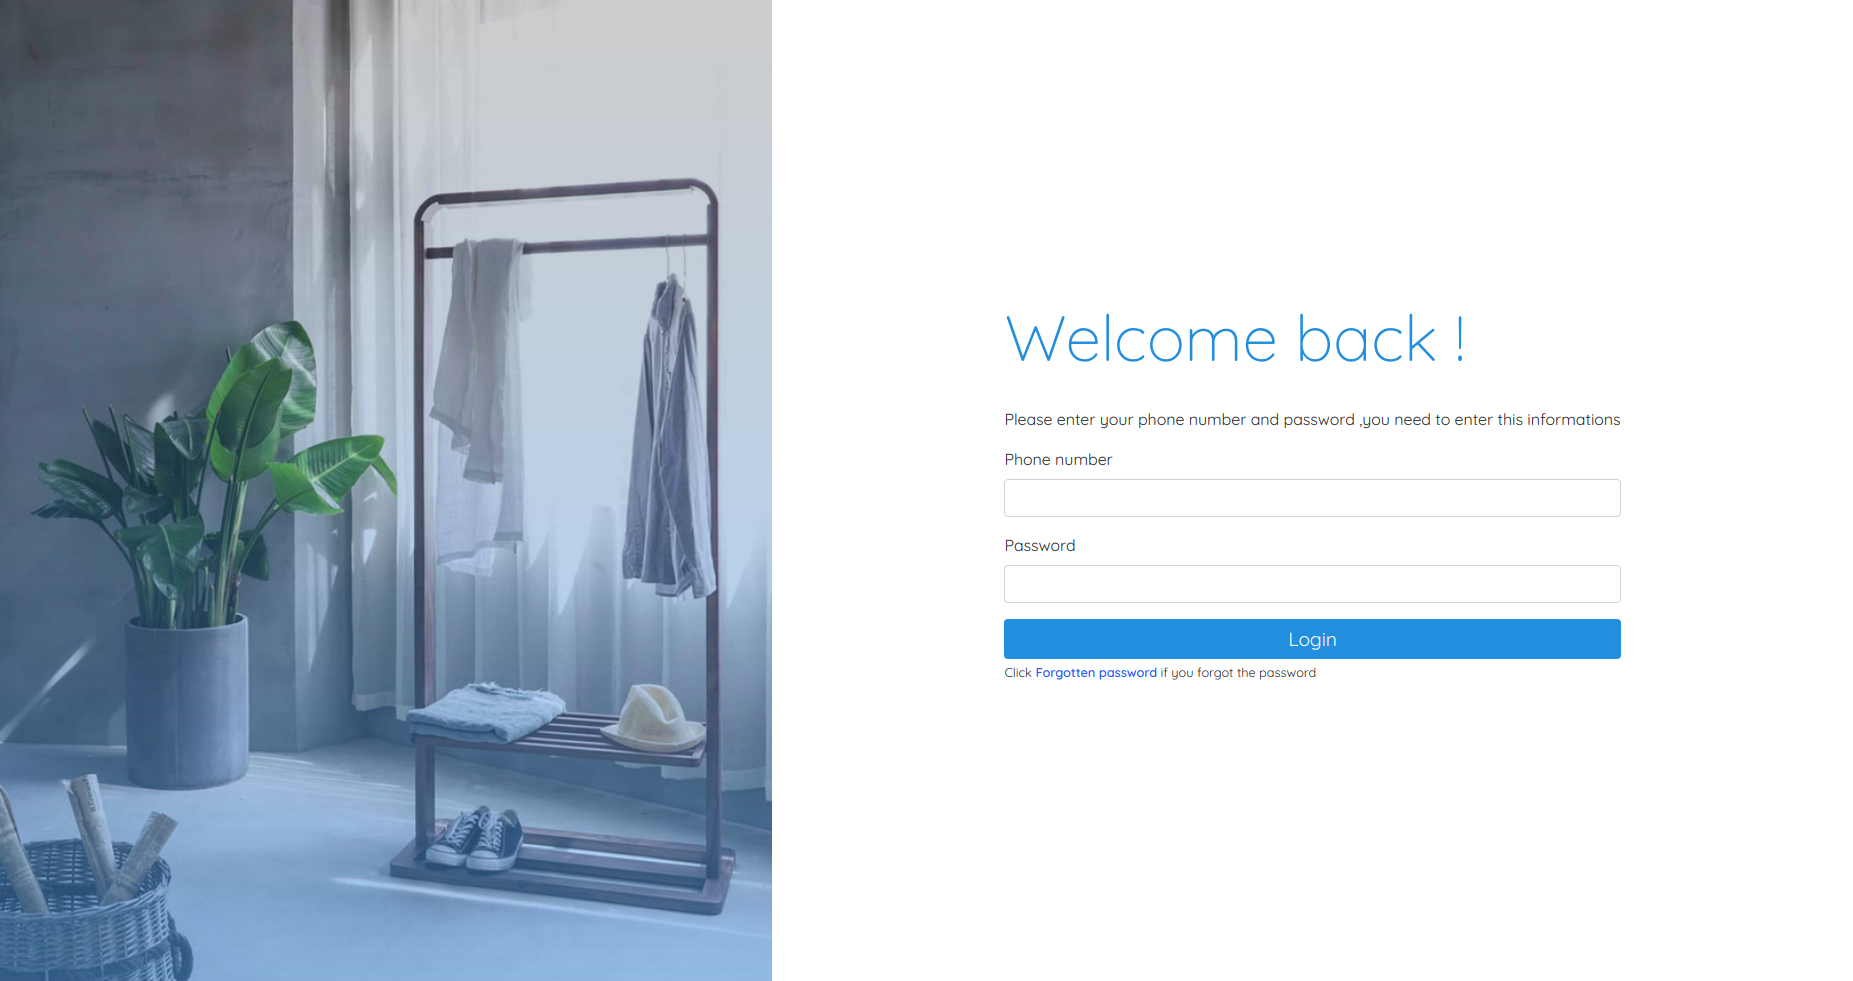 Welcome back !
Please enter your phone number and password ,you need to enter this informations
Phone number
Password
Login
Click Forgotten password if you forgot the password